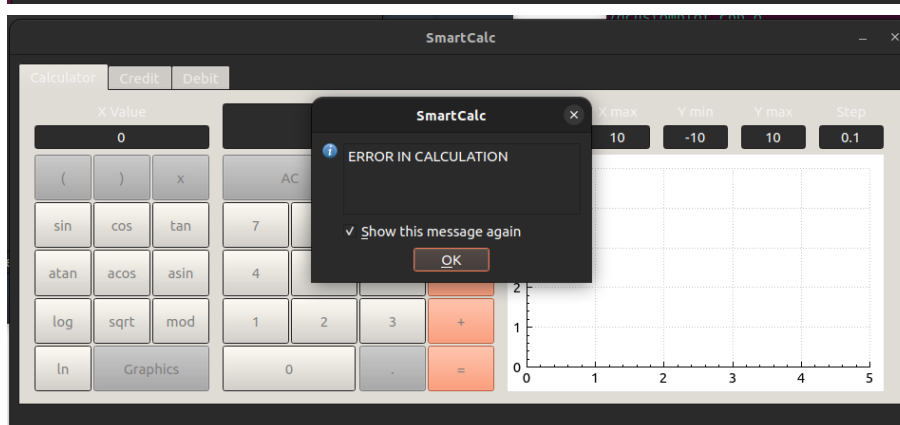 SmartCalc
Calculator Credit Debit
X Value
X max Y min Y max Step
0
10 -10 10 0.1
SmartCalc
ERROR IN CALCULATION
Show this message again
OK
( ) x AC
sin cos tan 7
atan acos asin 4
log sqrt mod 1 2 3 +
ln Graphics 0 . =
2
1
0
0 1 2 3 4 5